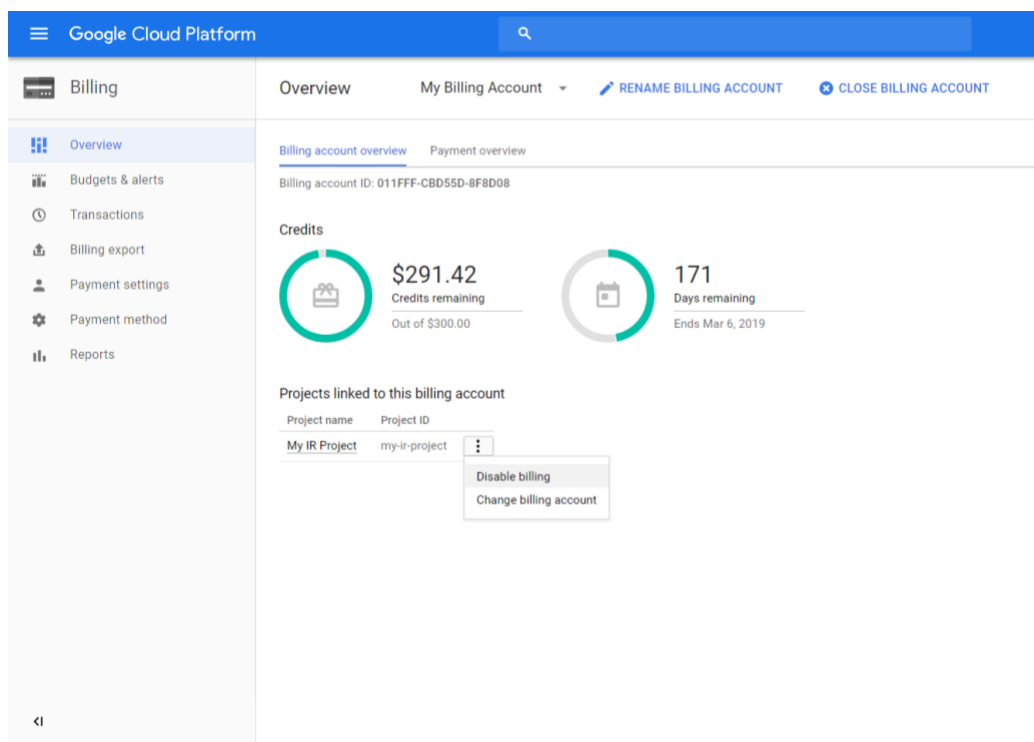 Google Cloud Platform
Billing
Overview
My Billing Account
RENAME BILLING ACCOUNT
CLOSE BILLING ACCOUNT
Overview
Budgets & alerts
Transactions
Billing export
Payment settings
Payment method
Reports
Billing account overview
Payment overview
Billing account ID: 011FFF-CBD55D-8F8D08
Credits
$291.42
Credits remaining
Out of $300.00
171
Days remaining
Ends Mar 6, 2019
Projects linked to this billing account
Project name
Project ID
My IR Project
my-ir-project
Disable billing
Change billing account